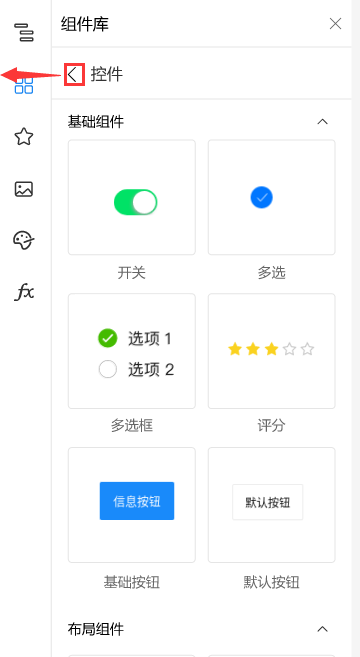 组件库
控件
基础组件
开关
多选
选项 1
选项 2
多选框
评分
信息按钮
默认按钮
基础按钮
默认按钮
布局组件
fx